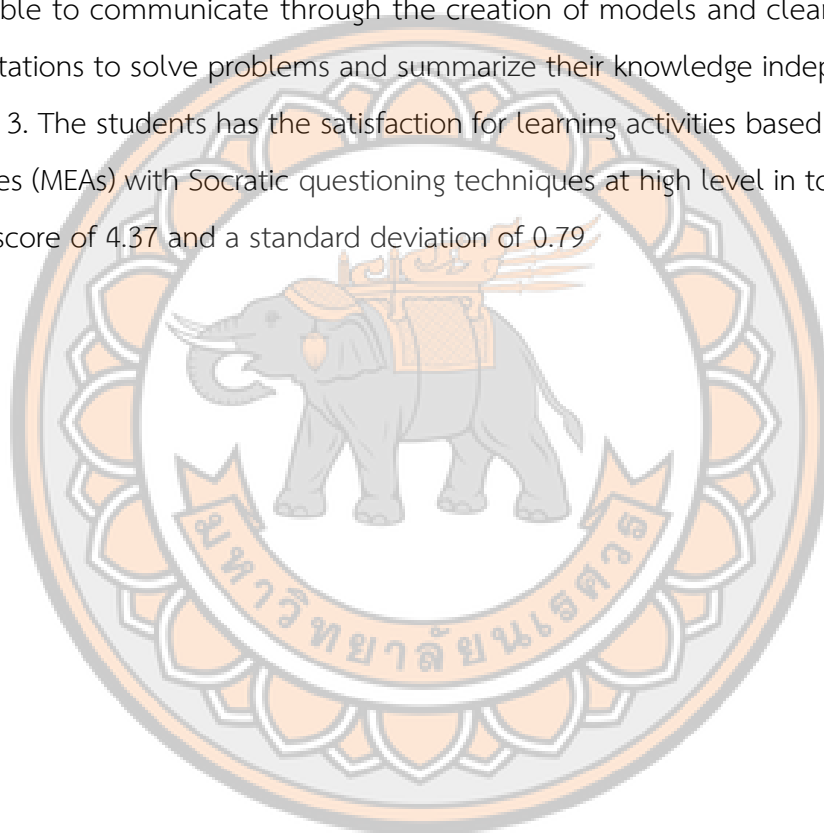 ble to communicate through the creation of models and clear
tations to solve problems and summarize their knowledge indep
3. The students has the satisfaction for learning activities based
es (MEAs) with Socratic questioning techniques at high level in to
score of 4.37 and a standard deviation of 0.79
มหาวิทยาลัยนเรศวร